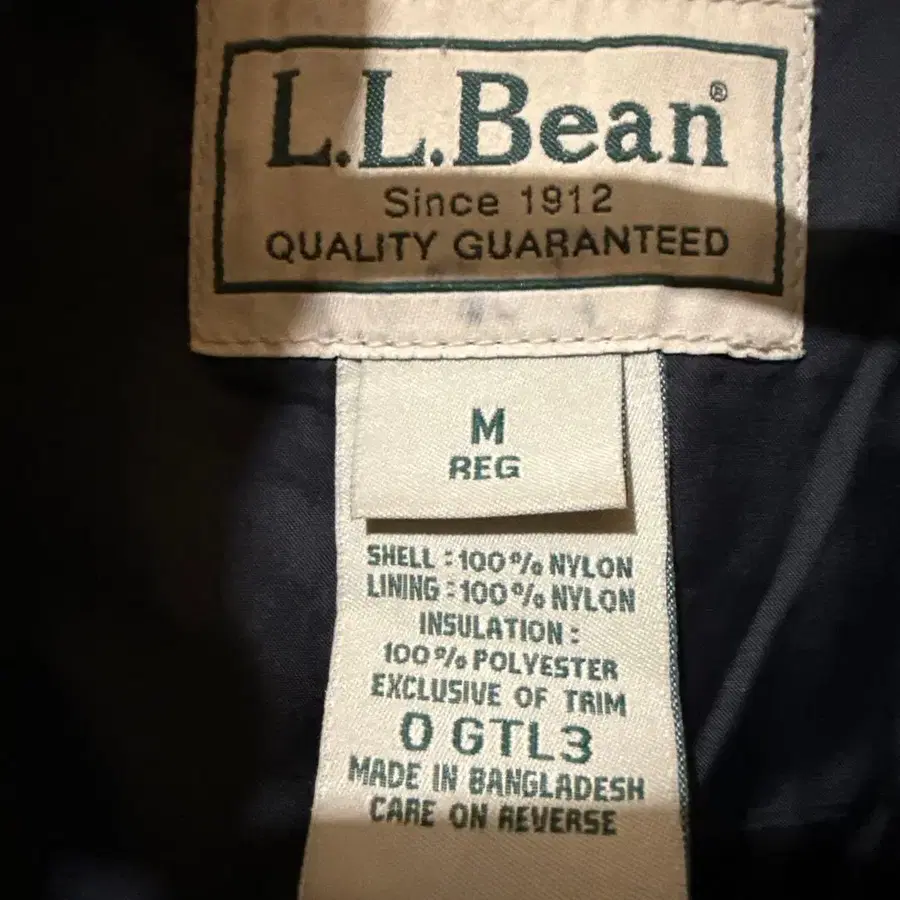 L.L.Bean®
Since 1912
QUALITY GUARANTEED
M
REG
SHELL : 100% NYLON
LINING : 100% NYLON
INSULATION :
100% POLYESTER
EXCLUSIVE OF TRIM
0 GTL3
MADE IN BANGLADESH
CARE ON REVERSE